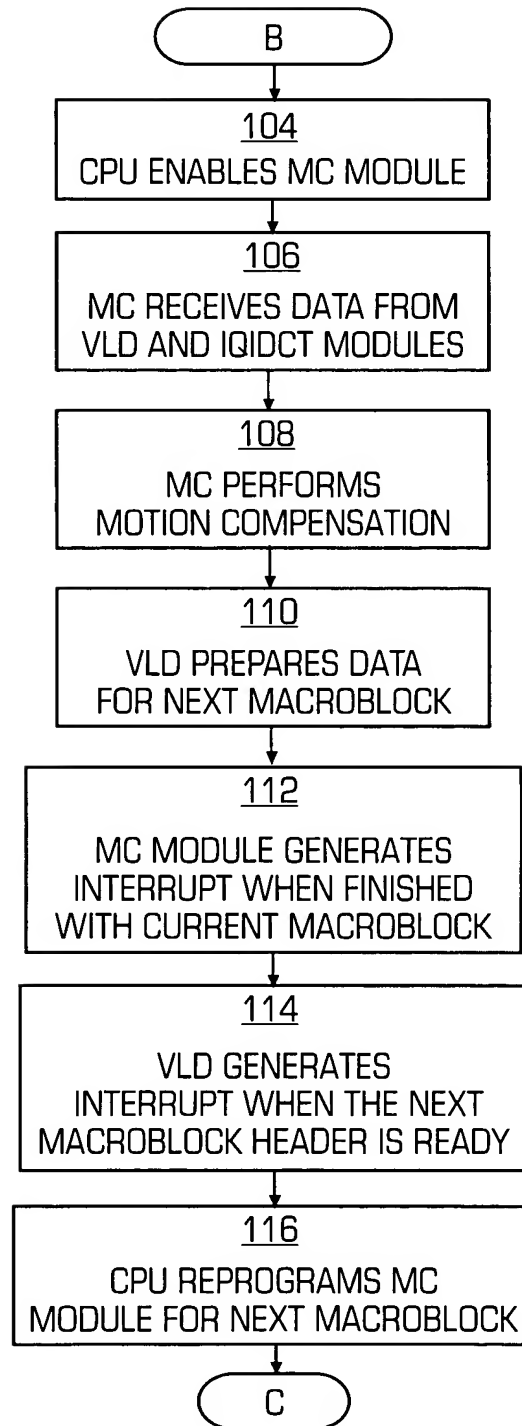 B
104
CPU ENABLES MC MODULE
106
MC RECEIVES DATA FROM
VLD AND IQIDCT MODULES
108
MC PERFORMS
MOTION COMPENSATION
110
VLD PREPARES DATA
FOR NEXT MACROBLOCK
112
MC MODULE GENERATES
INTERRUPT WHEN FINISHED
WITH CURRENT MACROBLOCK
114
VLD GENERATES
INTERRUPT WHEN THE NEXT
MACROBLOCK HEADER IS READY
116
CPU REPROGRAMS MC
MODULE FOR NEXT MACROBLOCK
C